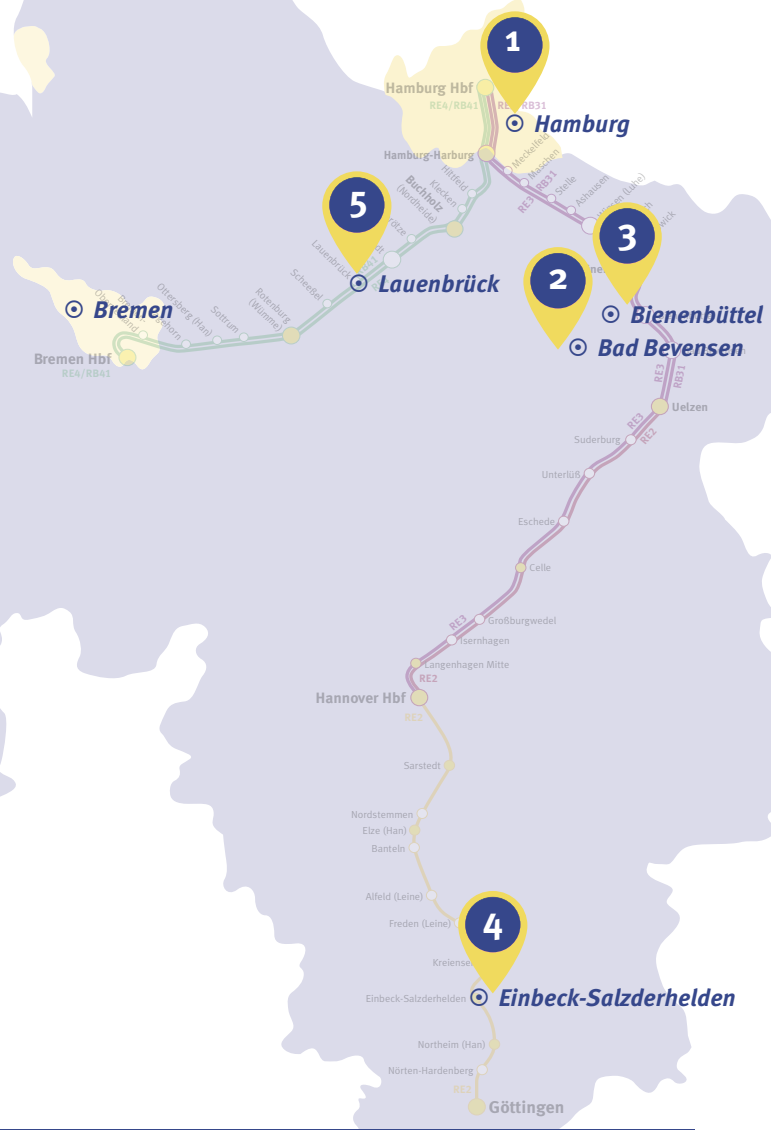 1
Hamburg Hbf
RE4/RB41
RB31
Hamburg
Hamburg-Harburg
Meckelfeld
Maschen
Stelle
Ashausen
RE3
RB31
Hittfeld
Klecken
Buchholz
(Nordheide)
5
3
2
Lauenbrück
Lauenbrück
Scheeßel
Rotenburg
(Wümme)
Sottrum
Ottersberg (Han)
Bremen
Bremen Hbf
RE4/RB41
Bienenbüttel
Bad Bevensen
RE3
RB31
Uelzen
RE3
RE2
Suderburg
Unterlüß
Eschede
Celle
Großburgwedel
RE3
Isernhagen
Langenhagen Mitte
RE2
Hannover Hbf
RE2
Sarstedt
Nordstemmen
Elze (Han)
Banteln
Alfeld (Leine)
Freden (Leine)
4
Einbeck-Salzderhelden
Einbeck-Salzderhelden
Northeim (Han)
Nörten-Hardenberg
RE2
Göttingen